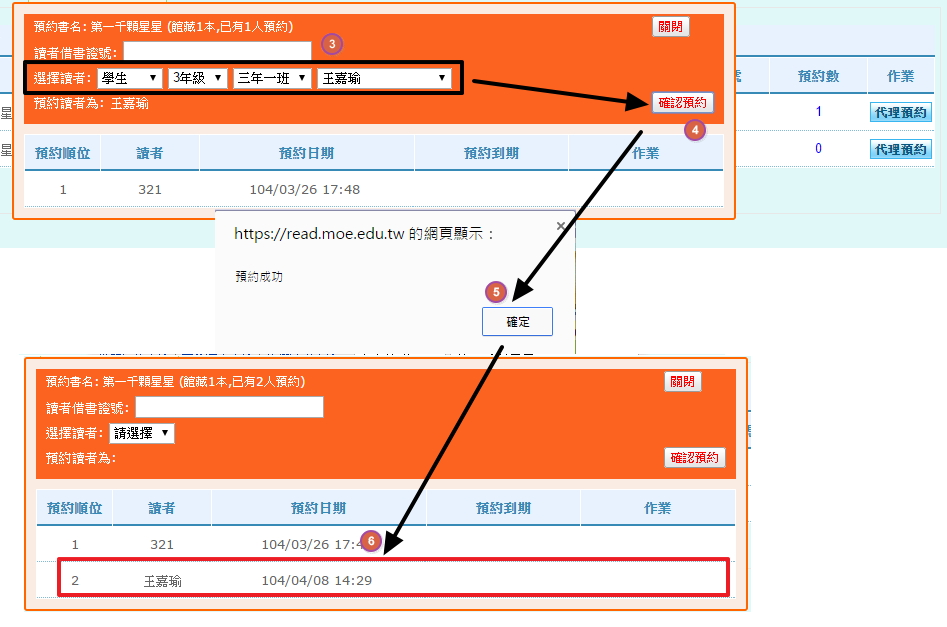 預約書名: 第一千顆星星 (館藏1本,已有1人預約)
關閉
讀者借書證號:
3
選擇讀者: 學生 3年級 三年一班 王嘉瑜
預約讀者為: 王嘉瑜
確認預約
4
預約順位 讀者 預約日期 預約到期 作業
1 321 104/03/26 17:48
預約數 作業
星 1 代理預約
星 0 代理預約
https://read.moe.edu.tw 的網頁顯示：
×
預約成功
5
確定
預約書名: 第一千顆星星 (館藏1本,已有2人預約)
關閉
讀者借書證號:
選擇讀者: 請選擇
預約讀者為:
確認預約
預約順位 讀者 預約日期 預約到期 作業
1 321 104/03/26 17:4
6
2 王嘉瑜 104/04/08 14:29